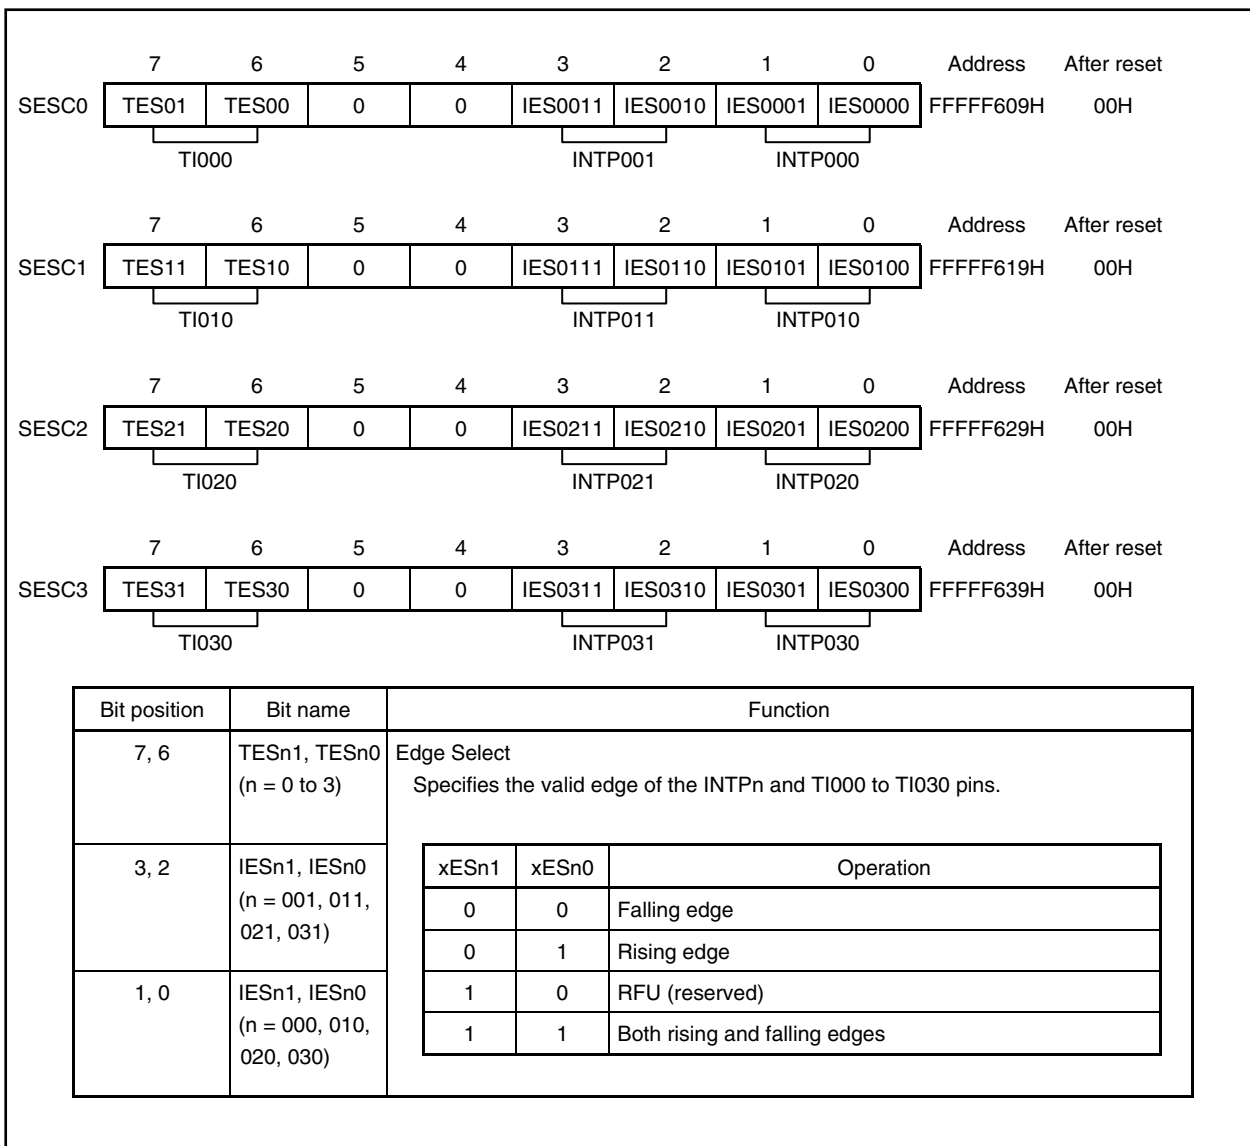 7 6 5 4 3 2 1 0 Address After reset
SESC0 TES01 TES00 0 0 IES0011 IES0010 IES0001 IES0000 FFFFF609H 00H
TI000 INTP001 INTP000
7 6 5 4 3 2 1 0 Address After reset
SESC1 TES11 TES10 0 0 IES0111 IES0110 IES0101 IES0100 FFFFF619H 00H
TI010 INTP011 INTP010
7 6 5 4 3 2 1 0 Address After reset
SESC2 TES21 TES20 0 0 IES0211 IES0210 IES0201 IES0200 FFFFF629H 00H
TI020 INTP021 INTP020
7 6 5 4 3 2 1 0 Address After reset
SESC3 TES31 TES30 0 0 IES0311 IES0310 IES0301 IES0300 FFFFF639H 00H
TI030 INTP031 INTP030
Bit position Bit name Function
7, 6 TESn1, TESn0 Edge Select
(n = 0 to 3) Specifies the valid edge of the INTPn and TI000 to TI030 pins.
3, 2 IESn1, IESn0 xESn1 xESn0 Operation
(n = 001, 011, 0 0 Falling edge
021, 031) 0 1 Rising edge
1, 0 IESn1, IESn0 1 0 RFU (reserved)
(n = 000, 010, 1 1 Both rising and falling edges
020, 030)